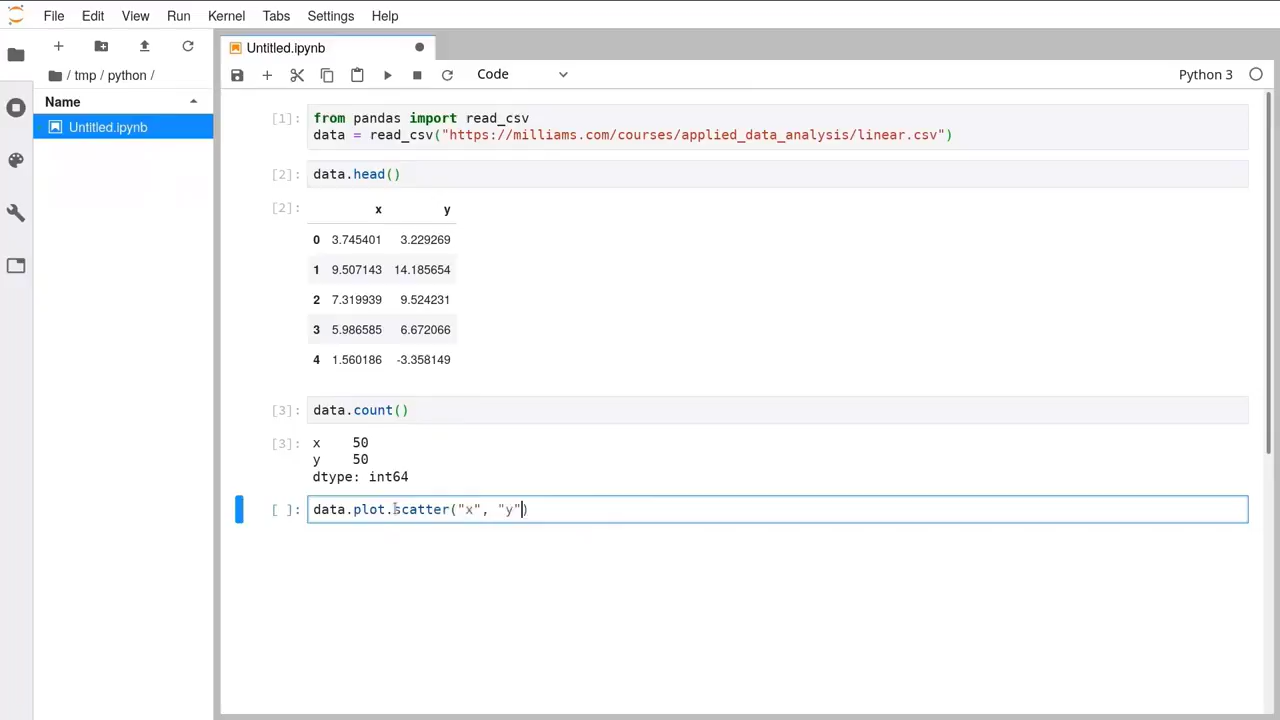 File Edit View Run Kernel Tabs Settings Help
/ tmp / python /
Name
Untitled.ipynb
Untitled.ipynb
Code
Python 3
[1]: from pandas import read_csv
data = read_csv("https://milliams.com/courses/applied_data_analysis/linear.csv")
[2]: data.head()
[2]: x y
0 3.745401 3.229269
1 9.507143 14.185654
2 7.319939 9.524231
3 5.986585 6.672066
4 1.560186 -3.358149
[3]: data.count()
[3]: x 50
y 50
dtype: int64
[ ]: data.plot.scatter("x", "y")